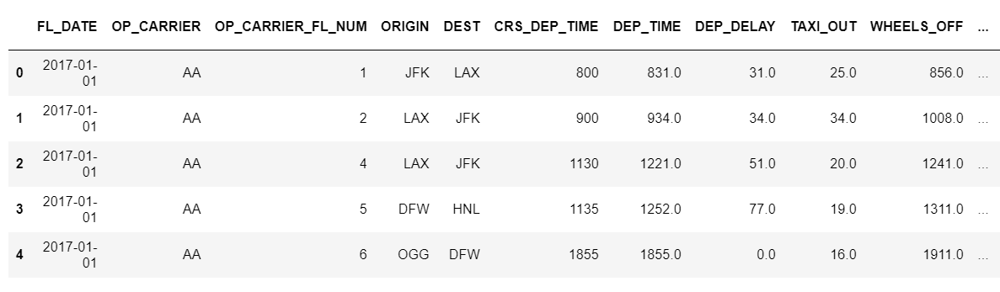 FL_DATE OP_CARRIER OP_CARRIER_FL_NUM ORIGIN DEST CRS_DEP_TIME DEP_TIME DEP_DELAY TAXI_OUT WHEELS_OFF ...
0 2017-01-01 AA 1 JFK LAX 800 831.0 31.0 25.0 856.0 ...
1 2017-01-01 AA 2 LAX JFK 900 934.0 34.0 34.0 1008.0 ...
2 2017-01-01 AA 4 LAX JFK 1130 1221.0 51.0 20.0 1241.0 ...
3 2017-01-01 AA 5 DFW HNL 1135 1252.0 77.0 19.0 1311.0 ...
4 2017-01-01 AA 6 OGG DFW 1855 1855.0 0.0 16.0 1911.0 ...